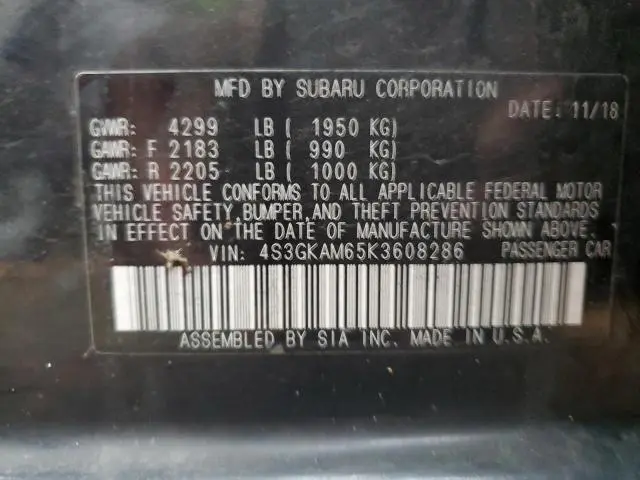 MFD BY SUBARU CORPORATION
DATE: 11/18
GVWR: 4299 LB ( 1950 KG)
GAWR: F 2183 LB ( 990 KG)
GAWR: R 2205 LB ( 1000 KG)
THIS VEHICLE CONFORMS TO ALL APPLICABLE FEDERAL MOTOR
VEHICLE SAFETY, BUMPER, AND THEFT PREVENTION STANDARDS
IN EFFECT ON THE DATE OF MANUFACTURE SHOWN ABOVE.
VIN: 4S3GKAM65K3608286 PASSENGER CAR
ASSEMBLED BY SIA INC. MADE IN U.S.A.